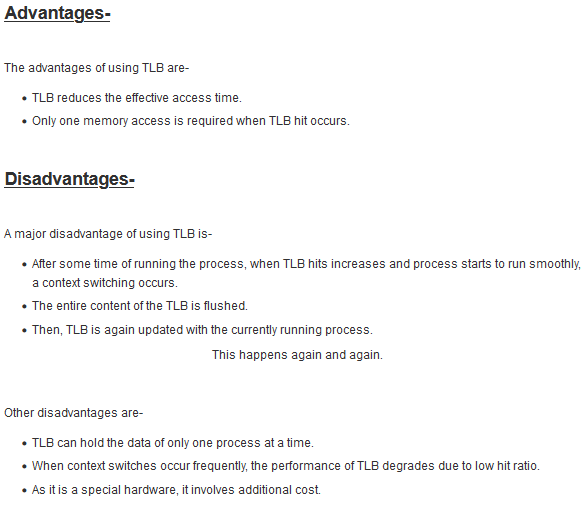 Advantages-
The advantages of using TLB are-
• TLB reduces the effective access time.
• Only one memory access is required when TLB hit occurs.
Disadvantages-
A major disadvantage of using TLB is-
• After some time of running the process, when TLB hits increases and process starts to run smoothly,
a context switching occurs.
• The entire content of the TLB is flushed.
• Then, TLB is again updated with the currently running process.
This happens again and again.
Other disadvantages are-
• TLB can hold the data of only one process at a time.
• When context switches occur frequently, the performance of TLB degrades due to low hit ratio.
• As it is a special hardware, it involves additional cost.